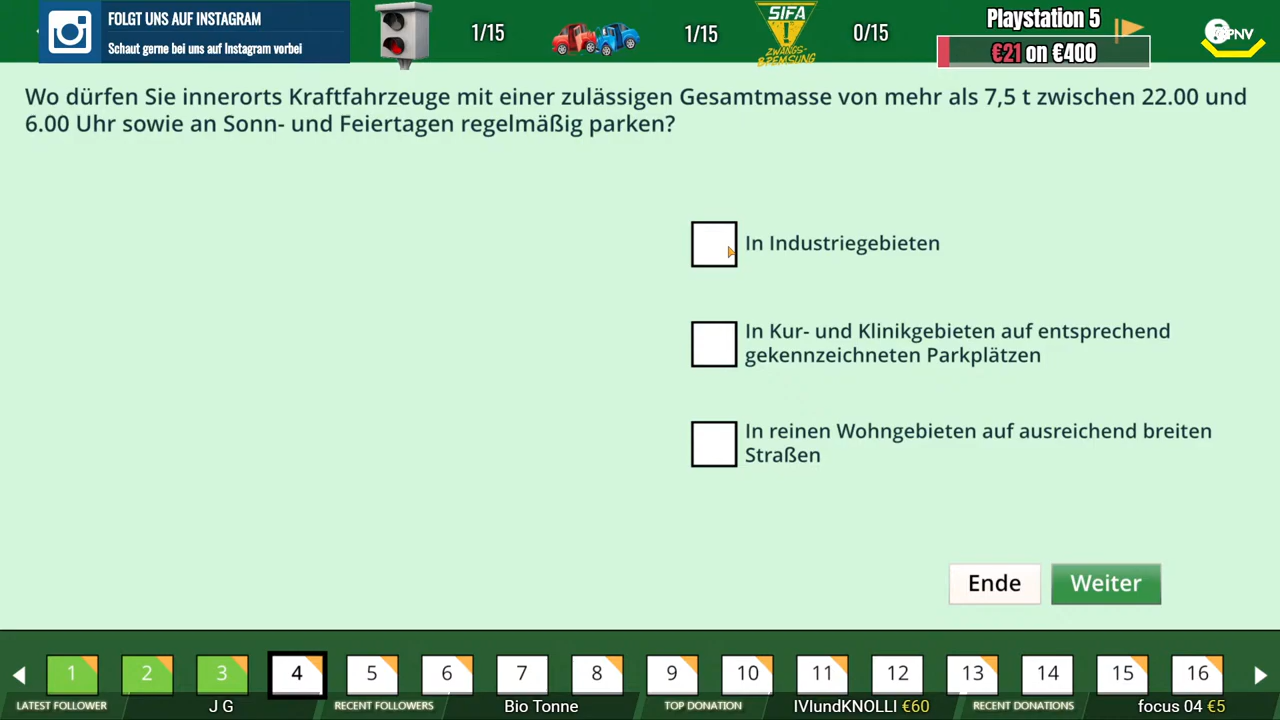 FOLGT UNS AUF INSTAGRAM
Schaut gerne bei uns auf Instagram vorbei
1/15
1/15
SIFA
!
ZWANGS-
BREMSUNG
0/15
Playstation 5
€21 on €400
ÖPNV
Wo dürfen Sie innerorts Kraftfahrzeuge mit einer zulässigen Gesamtmasse von mehr als 7,5 t zwischen 22.00 und
6.00 Uhr sowie an Sonn- und Feiertagen regelmäßig parken?
In Industriegebieten
In Kur- und Klinikgebieten auf entsprechend
gekennzeichneten Parkplätzen
In reinen Wohngebieten auf ausreichend breiten
Straßen
Ende Weiter
1 2 3 4 5 6 7 8 9 10 11 12 13 14 15 16
LATEST FOLLOWER J G RECENT FOLLOWERS Bio Tonne TOP DONATION IVIundKNOLLI €60 RECENT DONATIONS focus 04 €5